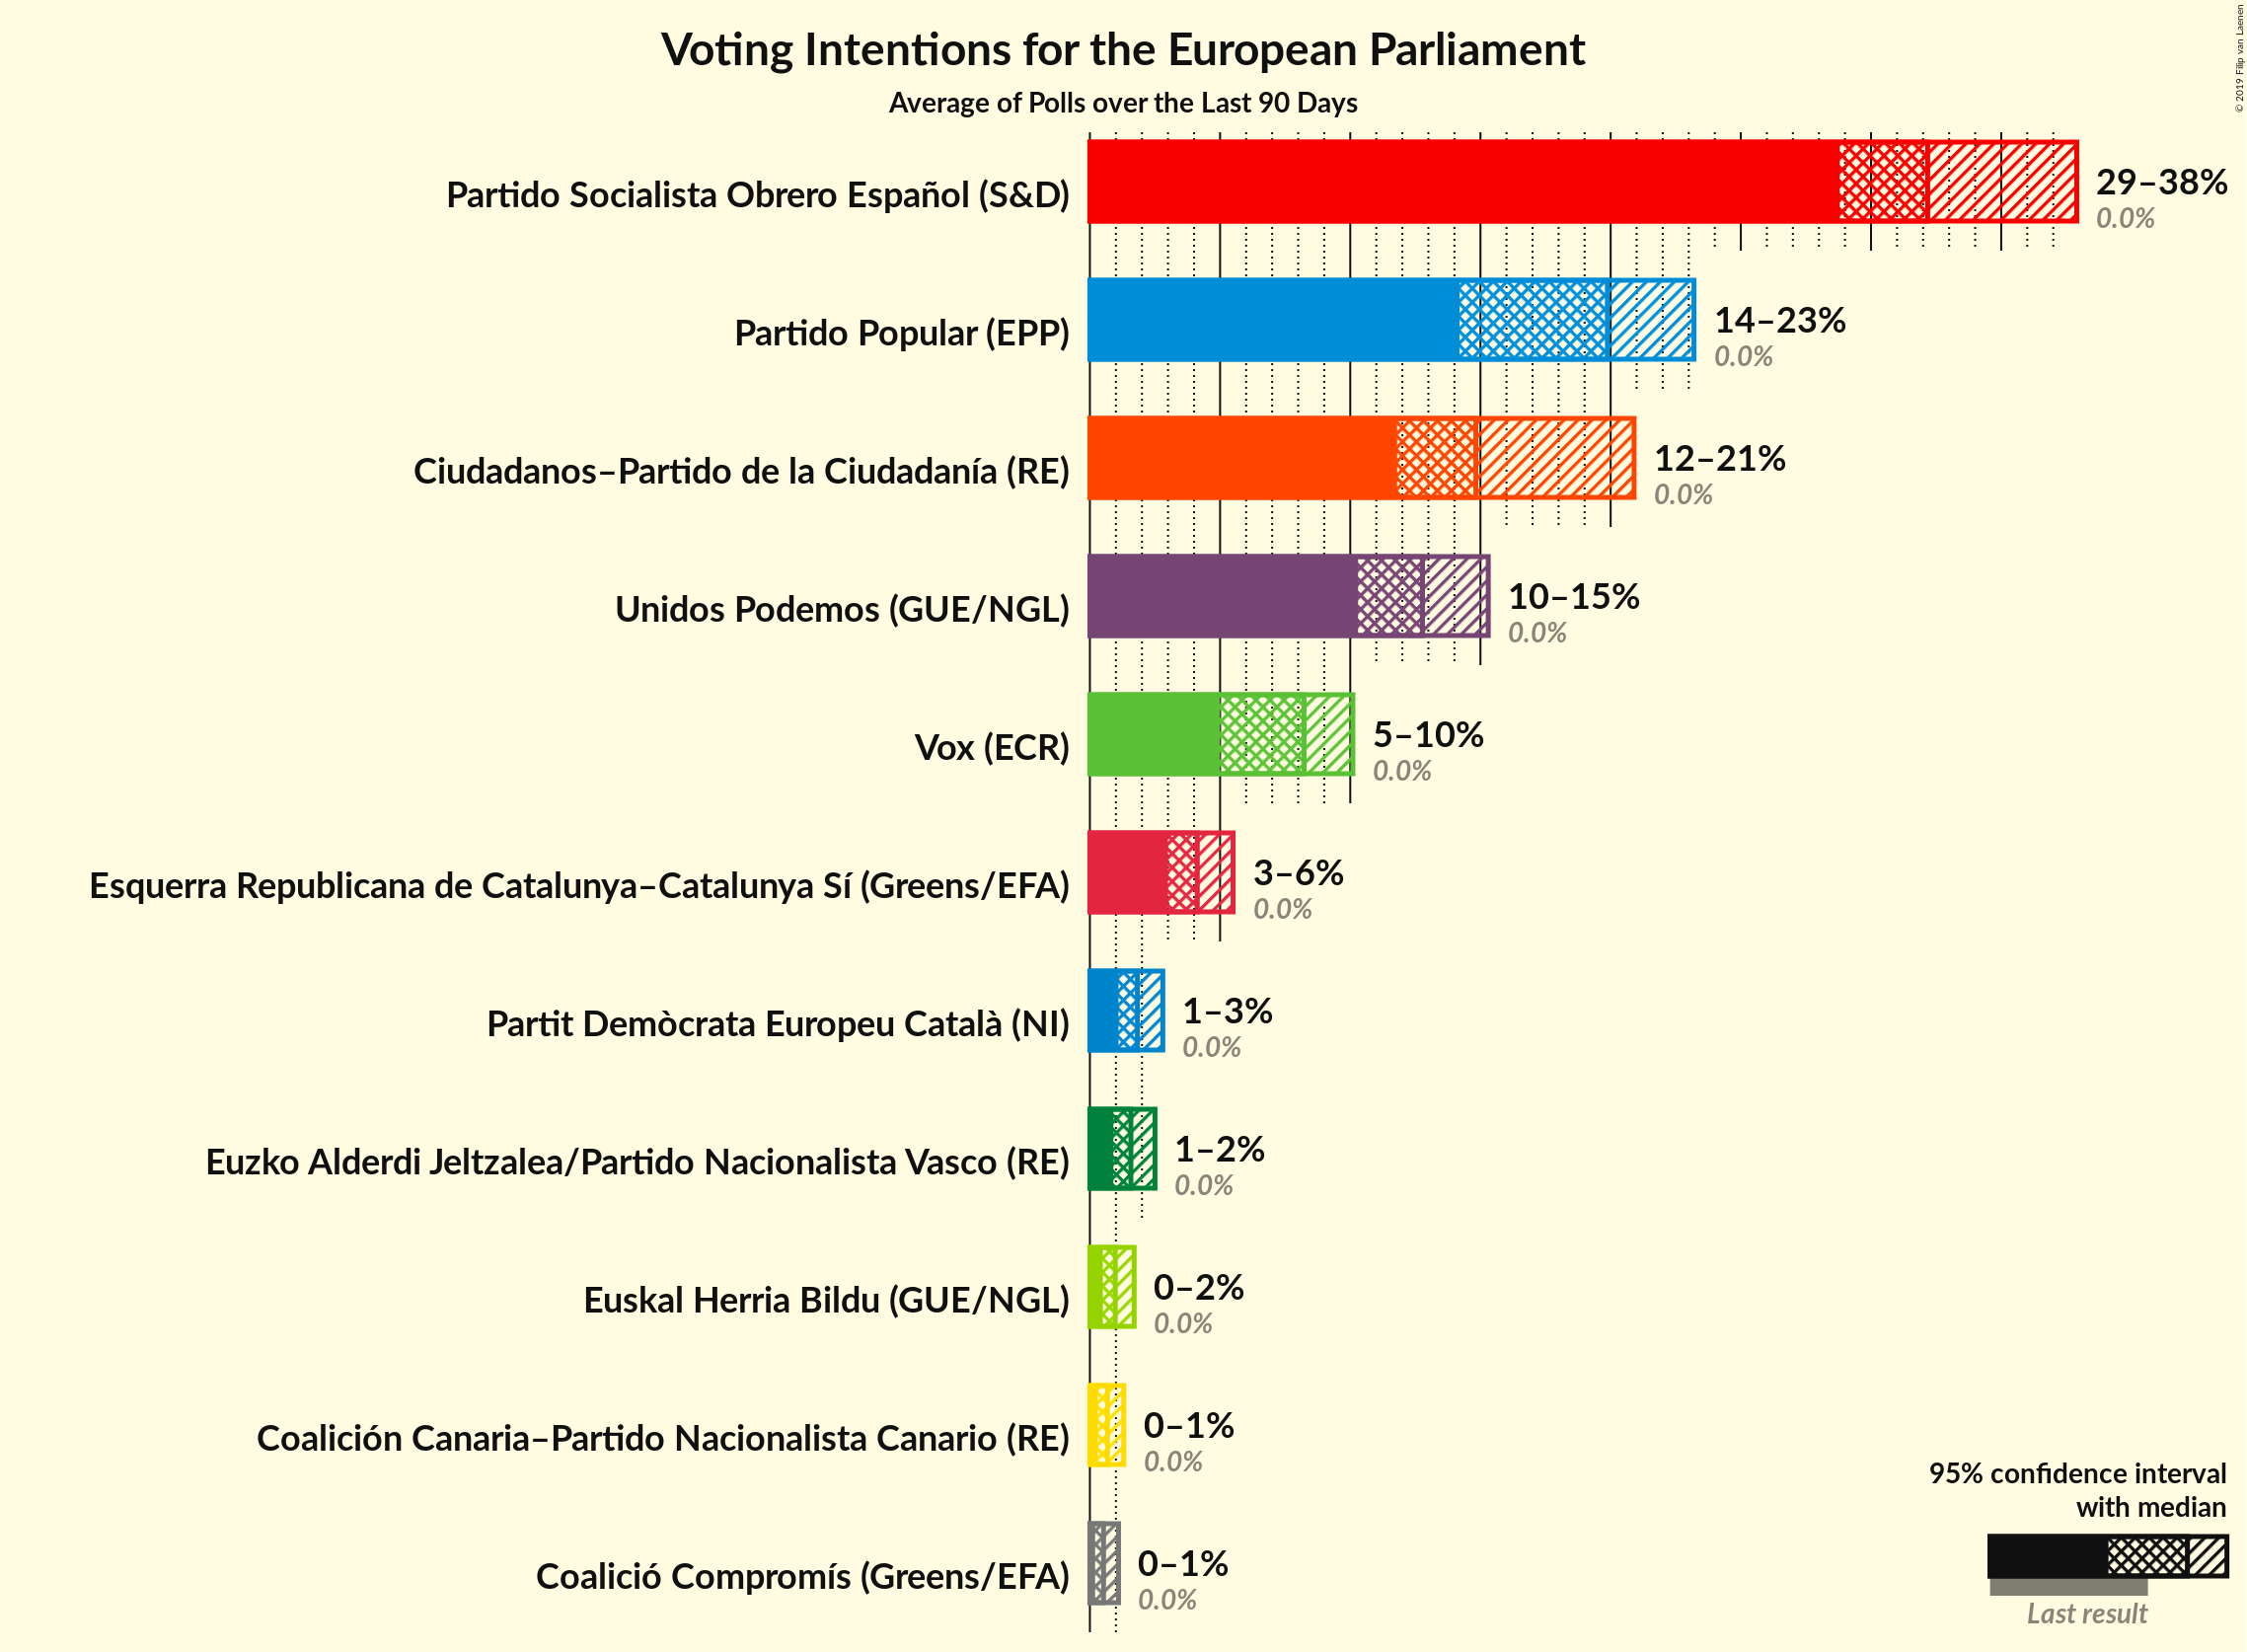 Voting Intentions for the European Parliament
Average of Polls over the Last 90 Days
© 2019 Filip van Laenen
Partido Socialista Obrero Español (S&D)
29–38%
0.0%
Partido Popular (EPP)
14–23%
0.0%
Ciudadanos–Partido de la Ciudadanía (RE)
12–21%
0.0%
Unidos Podemos (GUE/NGL)
10–15%
0.0%
Vox (ECR)
5–10%
0.0%
Esquerra Republicana de Catalunya–Catalunya Sí (Greens/EFA)
3–6%
0.0%
Partit Demòcrata Europeu Català (NI)
1–3%
0.0%
Euzko Alderdi Jeltzalea/Partido Nacionalista Vasco (RE)
1–2%
0.0%
Euskal Herria Bildu (GUE/NGL)
0–2%
0.0%
Coalición Canaria–Partido Nacionalista Canario (RE)
0–1%
0.0%
Coalició Compromís (Greens/EFA)
0–1%
0.0%
95% confidence interval
with median
Last result